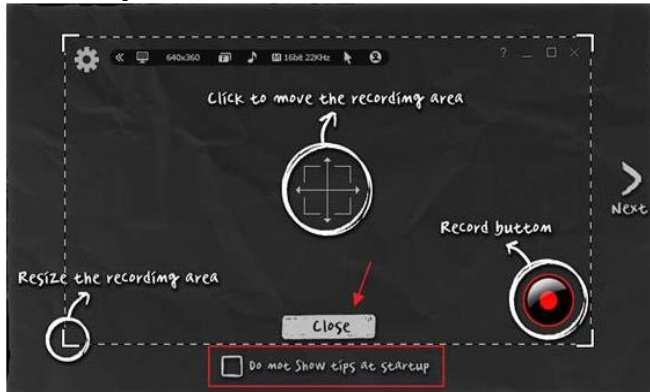 640x360 16bit 22KHz ?
Click to move the recording area
Next
Record button
Resize the recording area
Close
Do not Show tips at startup